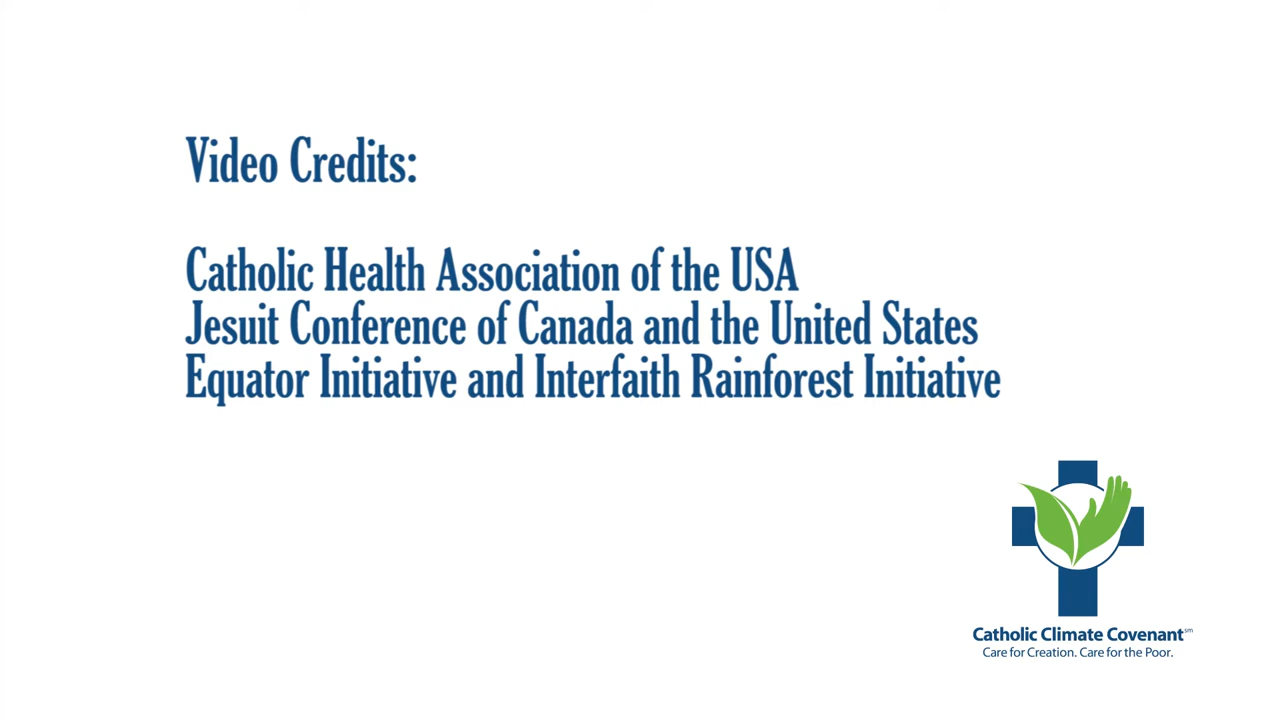 Video Credits:
Catholic Health Association of the USA
Jesuit Conference of Canada and the United States
Equator Initiative and Interfaith Rainforest Initiative
Catholic Climate Covenant℠
Care for Creation. Care for the Poor.